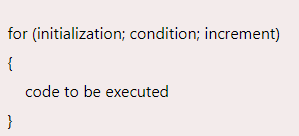 for (initialization; condition; increment)
{
code to be executed
}